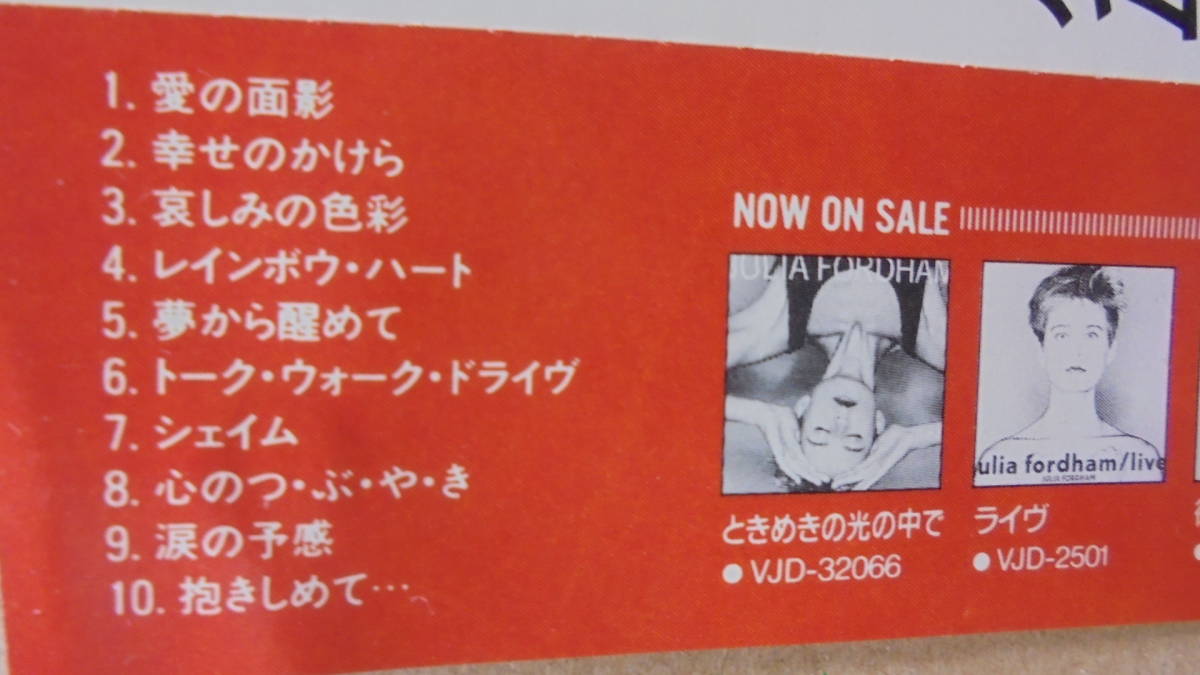 1. 愛の面影
2. 幸せのかけら
3. 哀しみの色彩
4. レインボウ・ハート
5. 夢から醒めて
6. トーク・ウォーク・ドライヴ
7. シェイム
8. 心のつ・ぶ・や・き
9. 涙の予感
10. 抱きしめて…
NOW ON SALE
JULIA FORDHAM
julia fordham/live
JULIA FORDHAM
ときめきの光の中で
●VJD-32066
ライヴ
●VJD-2501